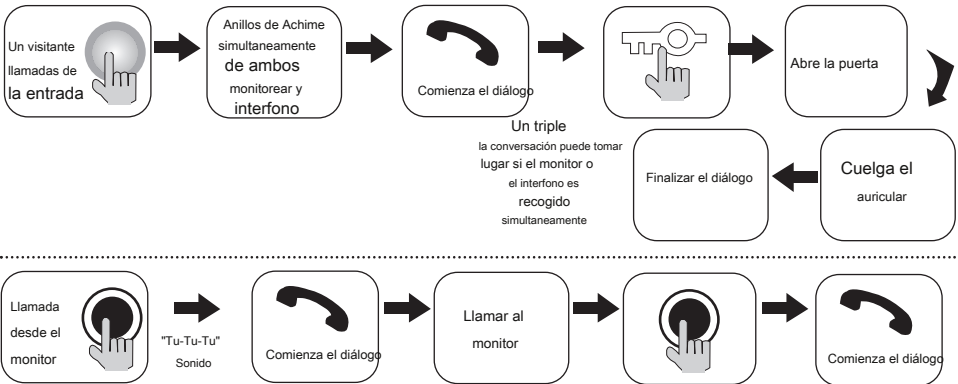 Un visitante
llamadas de
la entrada
Anillos de Achime
simultaneamente
de ambos
monitorear y
interfono
Comienza el diálogo
Un triple
la conversación puede tomar
lugar si el monitor o
el interfono es
recogido
simultáneamente
Abre la puerta
Cuelga el
auricular
Finalizar el diálogo
Llamada
desde el
monitor
"Tu-Tu-Tu"
Sonido
Comienza el diálogo
Llamar al
monitor
Comienza el diálogo